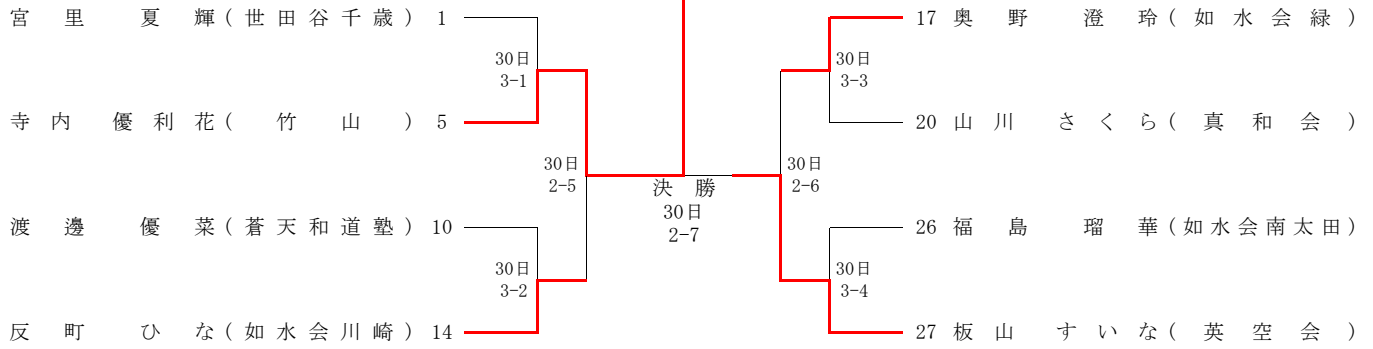 宮里 夏輝(世田谷千歳) 1
17 奥野 澄玲(如水会緑)
30日
3-1
30日
3-3
寺内 優利花(竹山) 5
20 山川 さくら(真和会)
30日
2-5
決勝
30日
2-7
30日
2-6
渡邊 優菜(蒼天和道塾) 10
26 福島 瑠華(如水会南太田)
30日
3-2
30日
3-4
反町 ひな(如水会川崎) 14
27 板山 すいな(英空会)